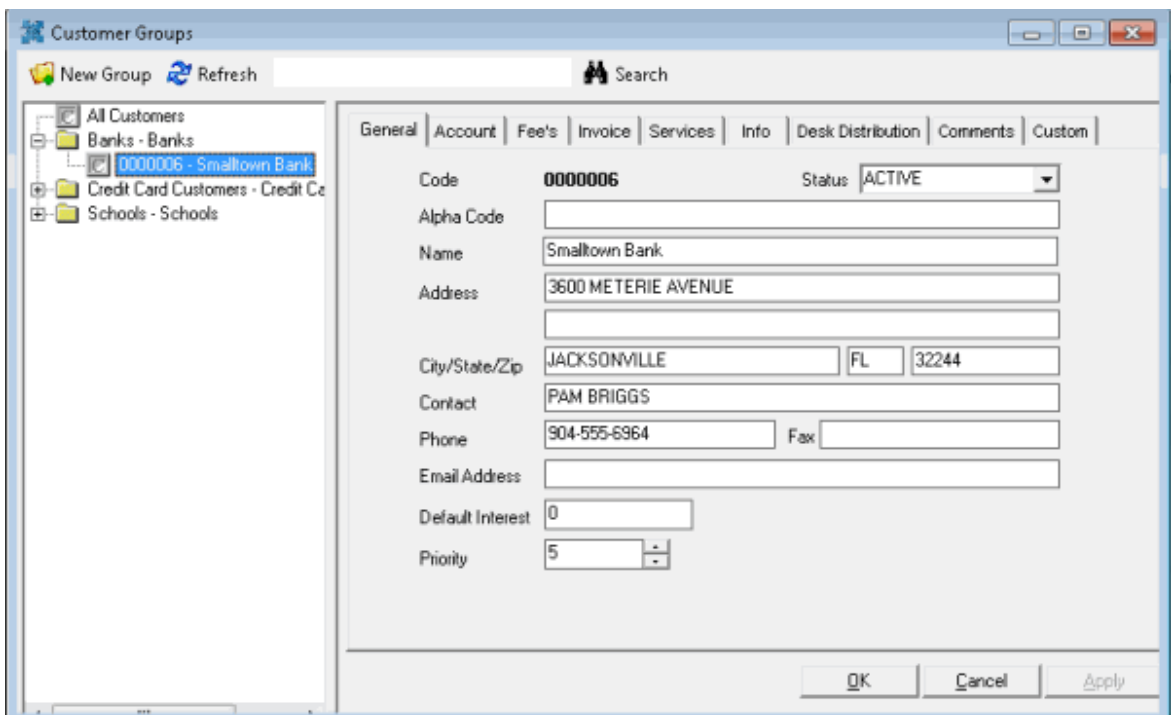 Customer Groups
New Group Refresh Search
All Customers
Banks - Banks
0000006 - Smalltown Bank
Credit Card Customers - Credit Ca
Schools - Schools
General Account Fee's Invoice Services Info Desk Distribution Comments Custom
Code 0000006 Status ACTIVE
Alpha Code
Name Smalltown Bank
Address 3600 METERIE AVENUE
City/State/Zip JACKSONVILLE FL 32244
Contact PAM BRIGGS
Phone 904-555-6964 Fax
Email Address
Default Interest 0
Priority 5
OK Cancel Apply